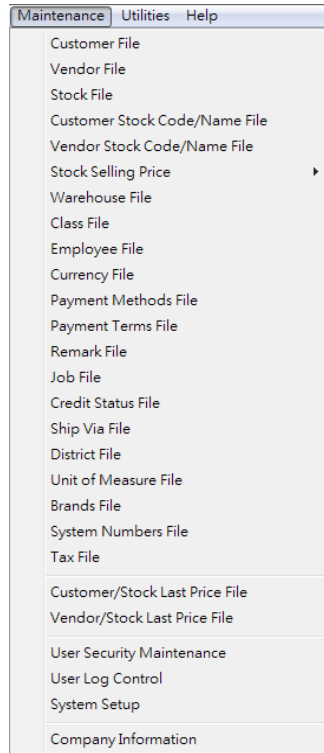 Maintenance Utilities Help
Customer File
Vendor File
Stock File
Customer Stock Code/Name File
Vendor Stock Code/Name File
Stock Selling Price
Warehouse File
Class File
Employee File
Currency File
Payment Methods File
Payment Terms File
Remark File
Job File
Credit Status File
Ship Via File
District File
Unit of Measure File
Brands File
System Numbers File
Tax File
Customer/Stock Last Price File
Vendor/Stock Last Price File
User Security Maintenance
User Log Control
System Setup
Company Information